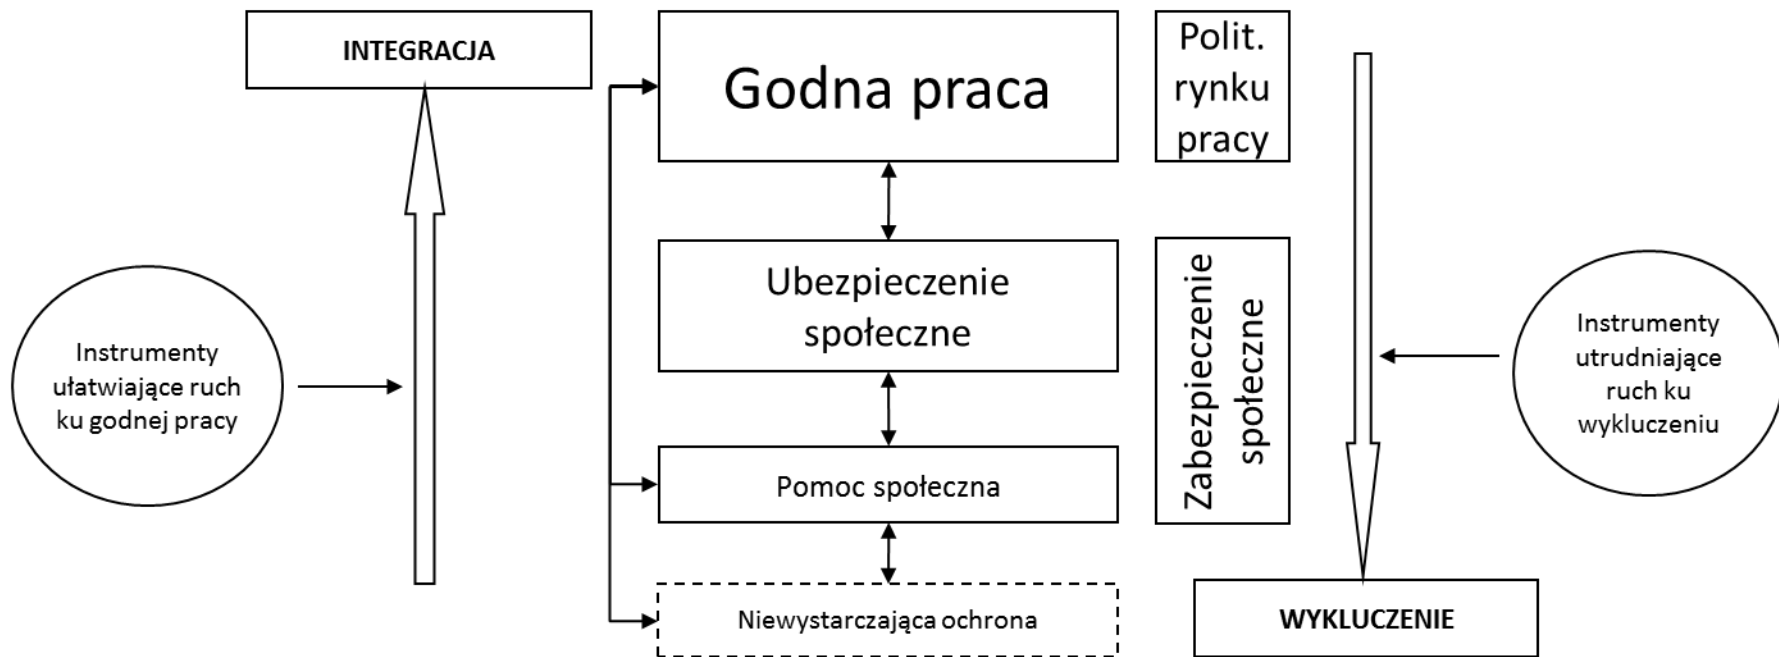 INTEGRACJA
Godna praca
Polit.
rynku
pracy
Ubezpieczenie
społeczne
Zabezpieczenie
społeczne
Instrumenty
ułatwiające ruch
ku godnej pracy
Instrumenty
utrudniające
ruch ku
wykluczeniu
Pomoc społeczna
Niewystarczająca ochrona
WYKLUCZENIE